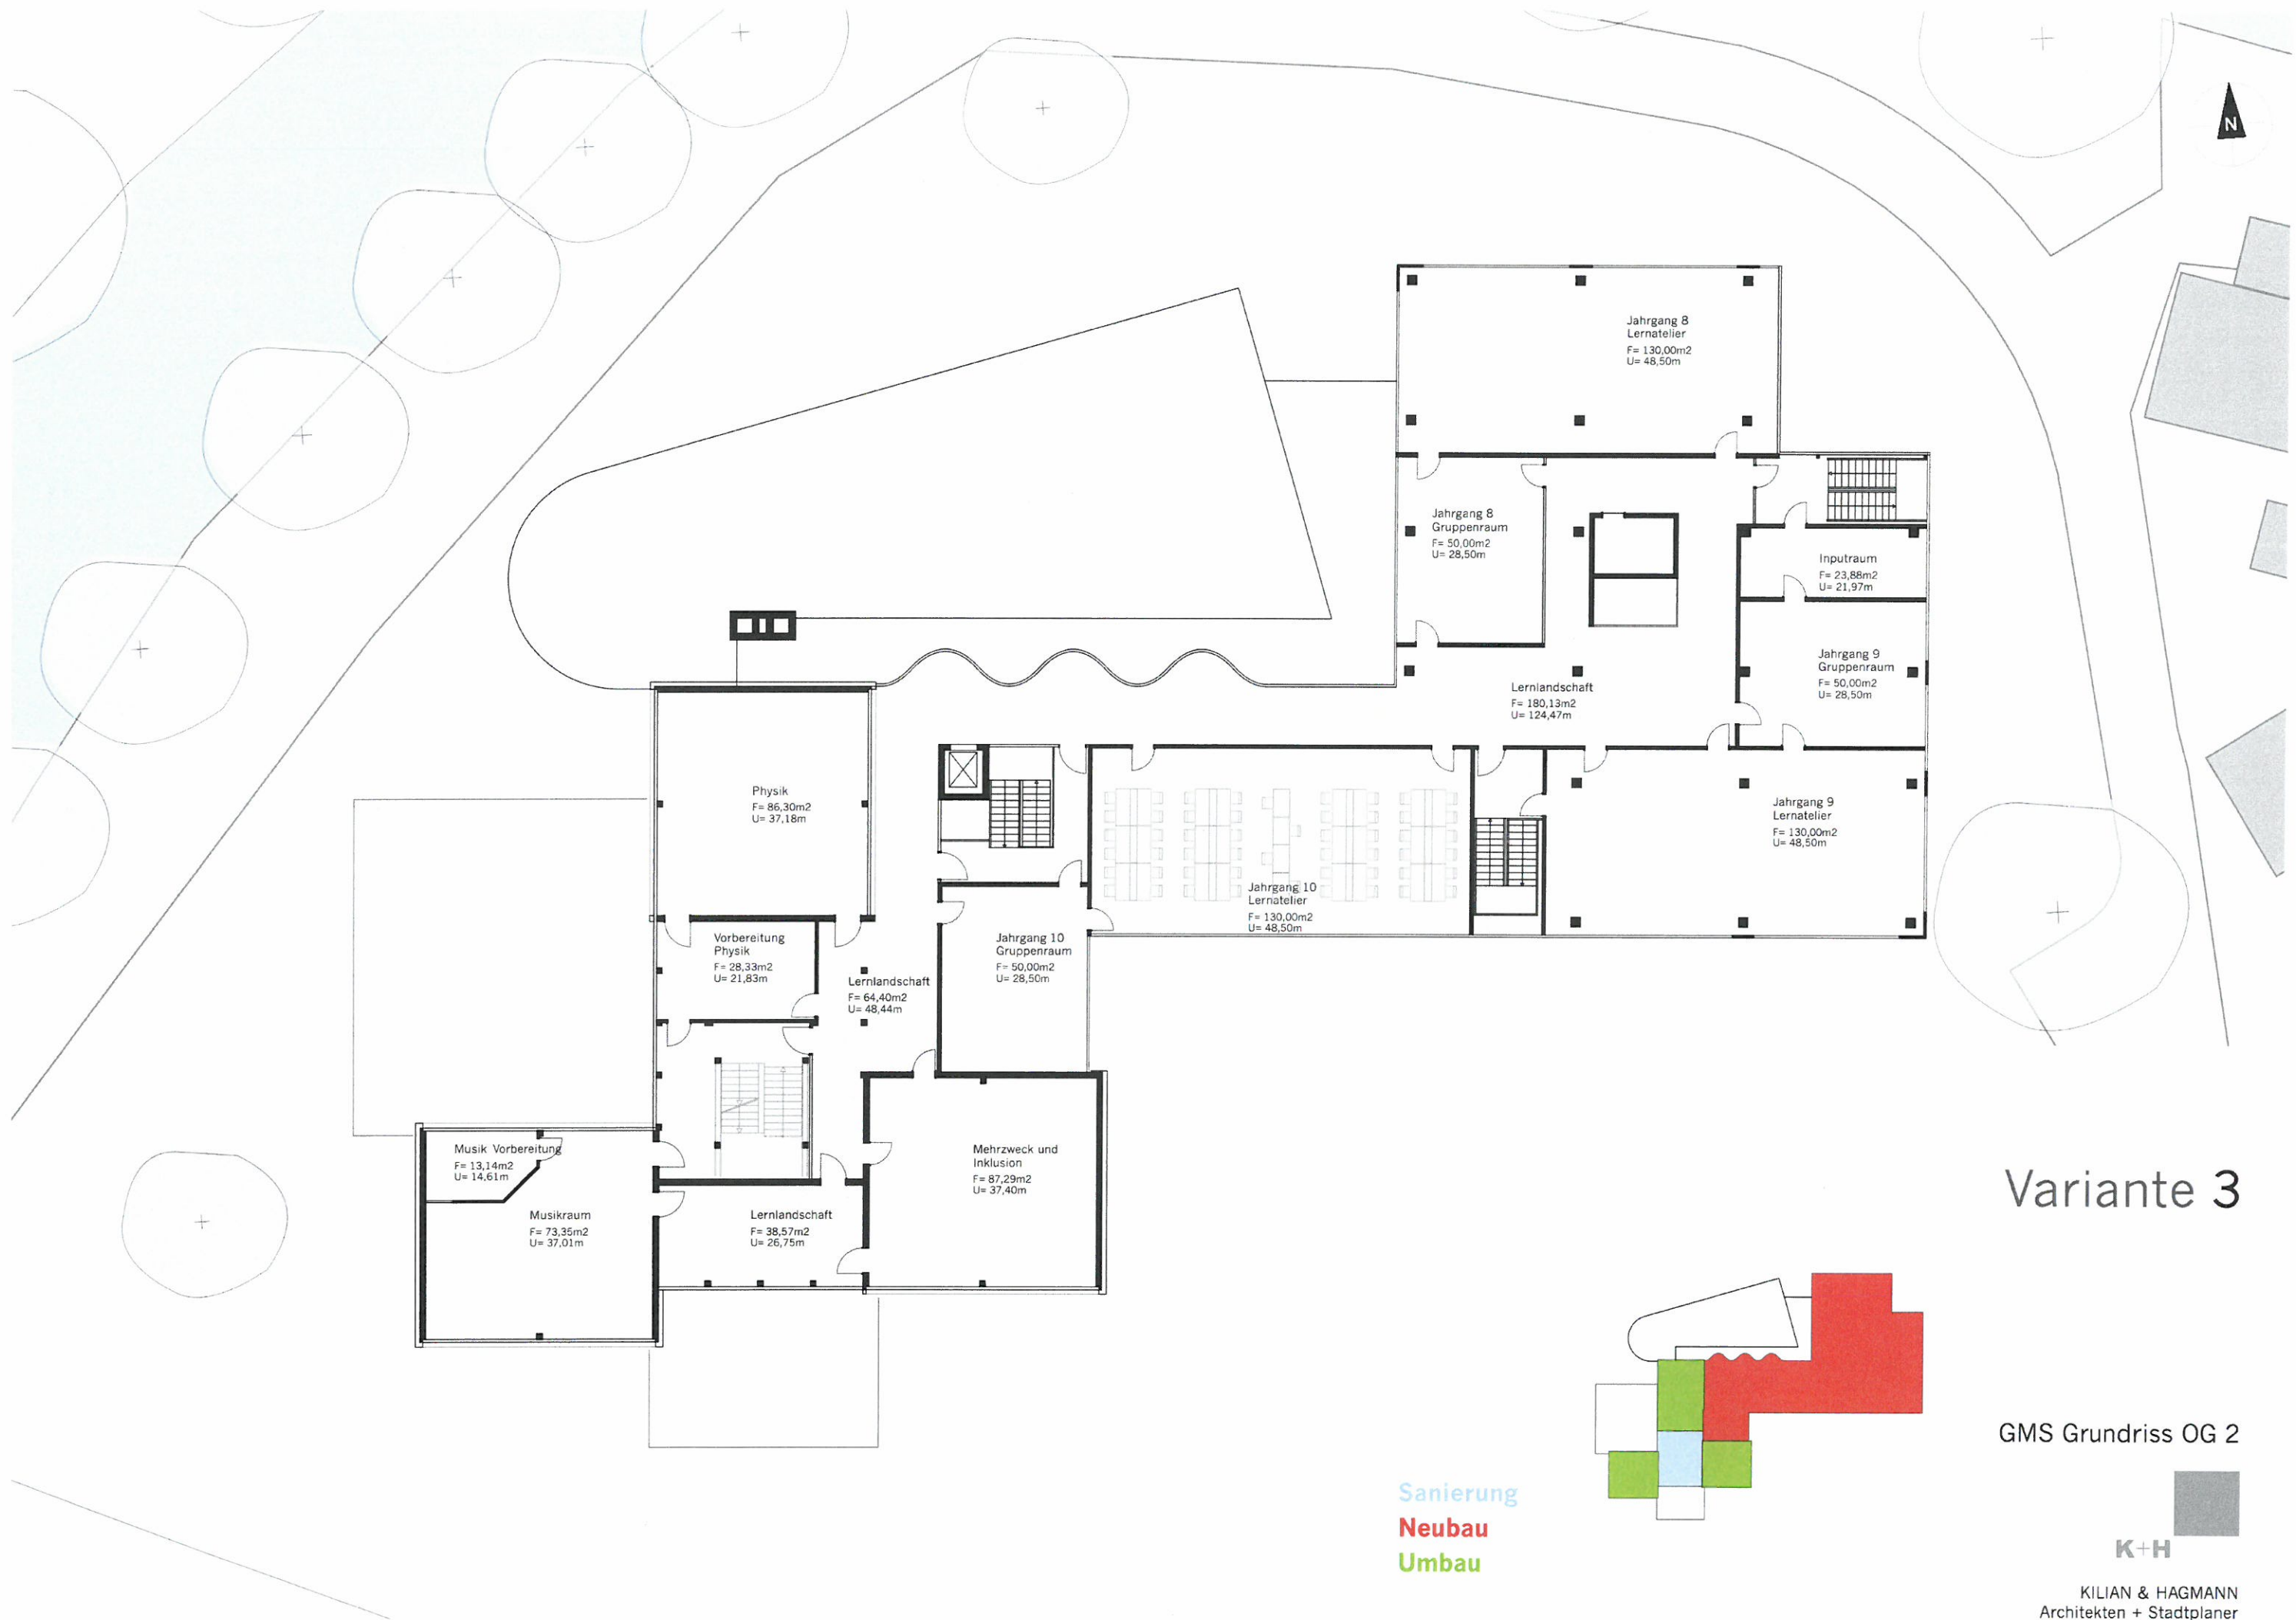 N
Jahrgang 8
Lernatelier
F= 130,00m2
U= 48,50m
Jahrgang 8
Gruppenraum
F= 50,00m2
U= 28,50m
Inputraum
F= 23,88m2
U= 21,97m
Jahrgang 9
Gruppenraum
F= 50,00m2
U= 28,50m
Lernlandschaft
F= 180,13m2
U= 124,47m
Physik
F= 86,30m2
U= 37,18m
Jahrgang 9
Lernatelier
F= 130,00m2
U= 48,50m
Jahrgang 10
Lernatelier
F= 130,00m2
U= 48,50m
Vorbereitung
Physik
F= 28,33m2
U= 21,83m
Jahrgang 10
Gruppenraum
F= 50,00m2
U= 28,50m
Lernlandschaft
F= 64,40m2
U= 48,44m
Musik Vorbereitung
F= 13,14m2
U= 14,61m
Mehrzweck und
Inklusion
F= 87,29m2
U= 37,40m
Musikraum
F= 73,35m2
U= 37,01m
Lernlandschaft
F= 38,57m2
U= 26,75m
Variante 3
GMS Grundriss OG 2
Sanierung
Neubau
Umbau
K+H
KILIAN & HAGMANN
Architekten + Stadtplaner